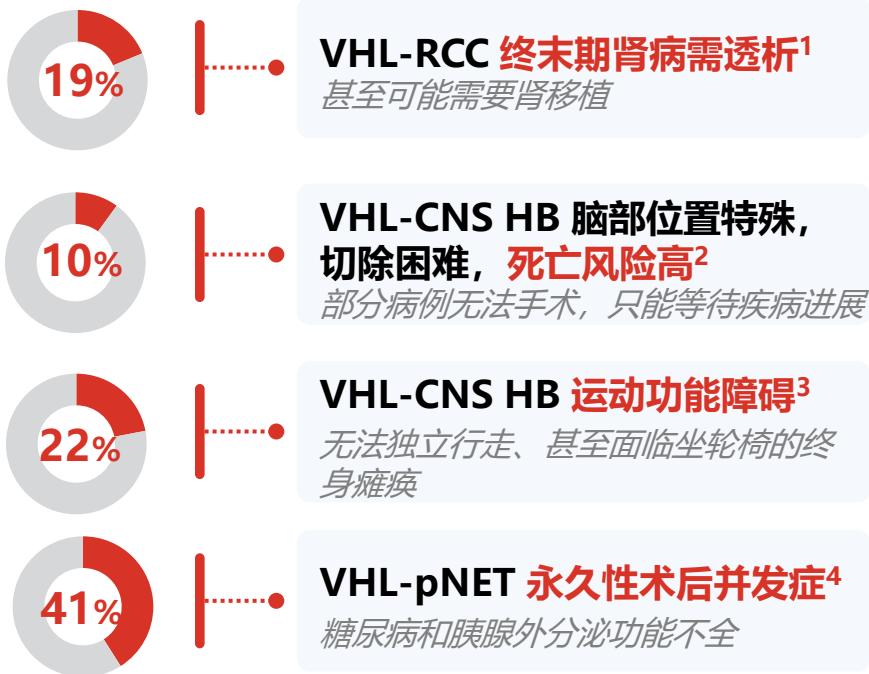 19%
VHL-RCC 终末期肾病需透析1
甚至可能需要肾移植
10%
VHL-CNS HB 脑部位置特殊，
切除困难，死亡风险高2
部分病例无法手术，只能等待疾病进展
22%
VHL-CNS HB 运动功能障碍3
无法独立行走、甚至面临坐轮椅的终
身瘫痪
41%
VHL-pNET 永久性术后并发症4
糖尿病和胰腺外分泌功能不全